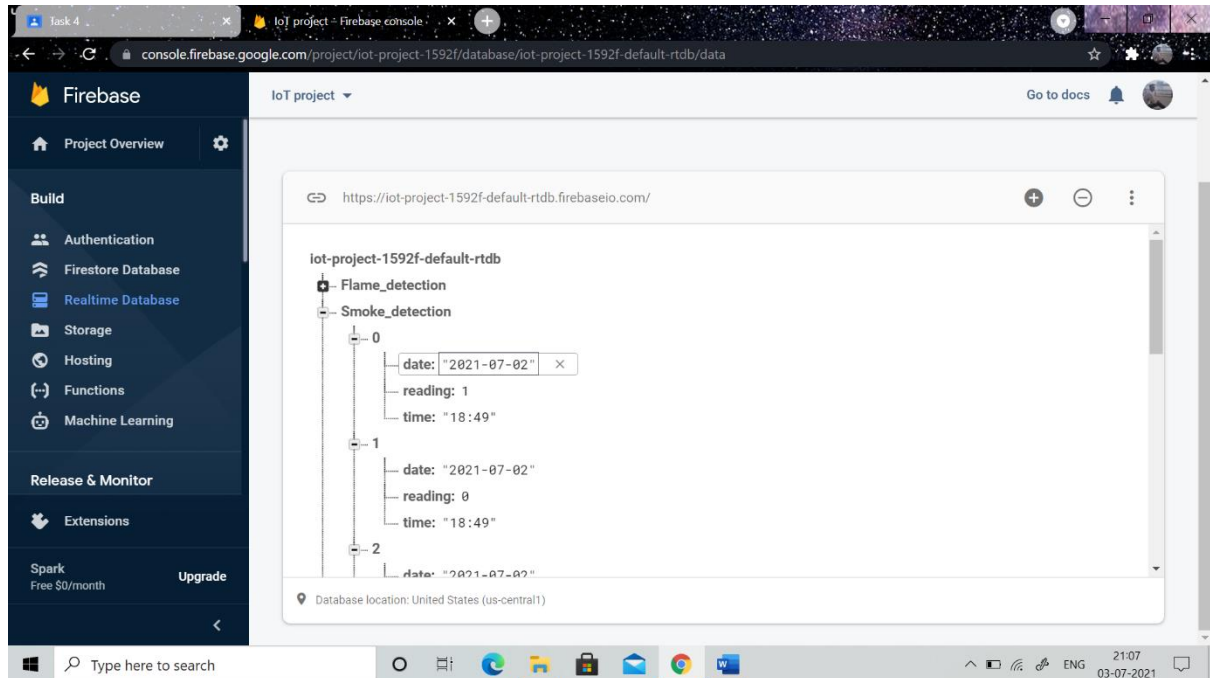 Task 4
IoT project - Firebase console
console.firebase.google.com/project/iot-project-1592f/database/iot-project-1592f-default-rtdb/data
Firebase
IoT project
Go to docs
Project Overview
Build
Authentication
Firestore Database
Realtime Database
Storage
Hosting
Functions
Machine Learning
Release & Monitor
Extensions
Spark
Free $0/month
Upgrade
https://iot-project-1592f-default-rtdb.firebaseio.com/
iot-project-1592f-default-rtdb
Flame_detection
Smoke_detection
0
date: "2021-07-02"
reading: 1
time: "18:49"
1
date: "2021-07-02"
reading: 0
time: "18:49"
2
date: "2021-07-02"
Database location: United States (us-central1)
Type here to search
ENG
21:07
03-07-2021